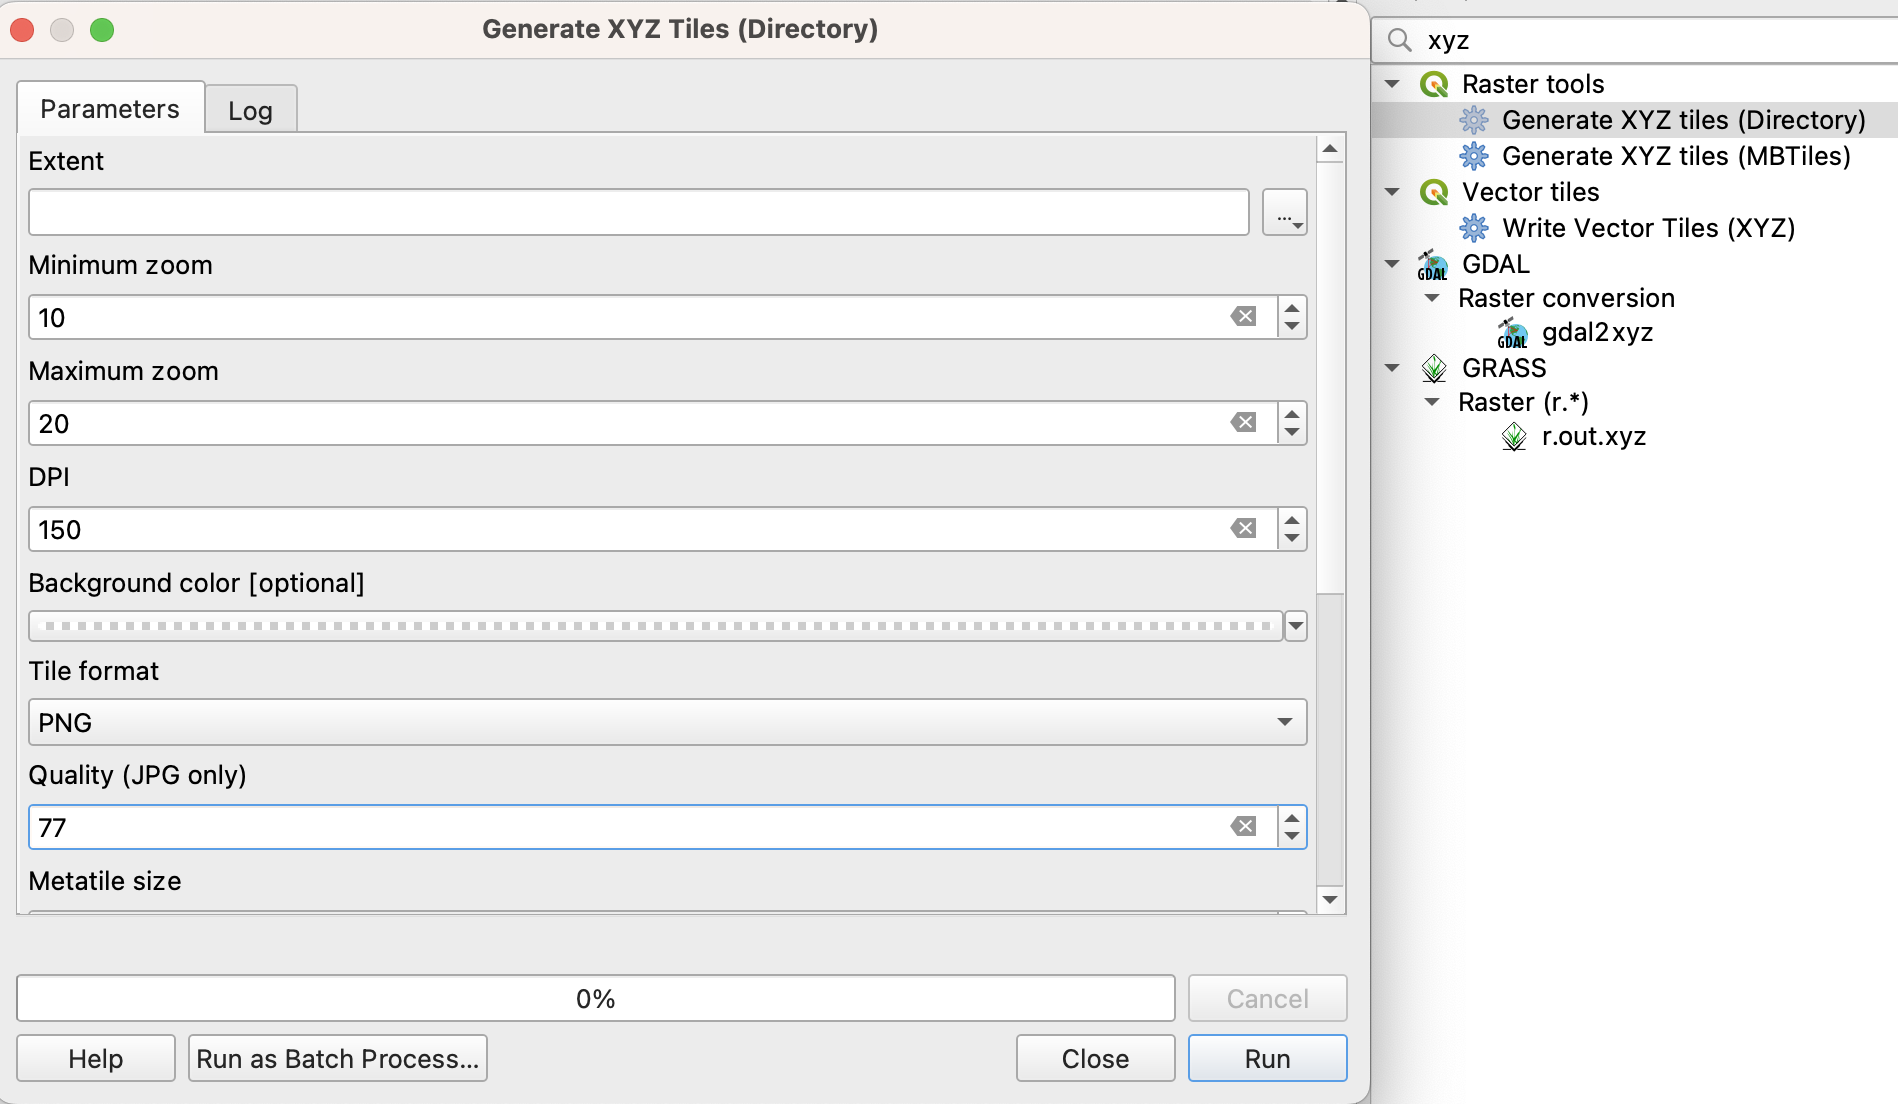 Generate XYZ Tiles (Directory)
Parameters
Log
Extent
...
Minimum zoom
10
Maximum zoom
20
DPI
150
Background color [optional]
Tile format
PNG
Quality (JPG only)
77
Metatile size
0%
Cancel
Help
Run as Batch Process...
Close
Run
xyz
Raster tools
Generate XYZ tiles (Directory)
Generate XYZ tiles (MBTiles)
Vector tiles
Write Vector Tiles (XYZ)
GDAL GDAL
Raster conversion
GDAL gdal2xyz
GRASS
Raster (r.*)
r.out.xyz